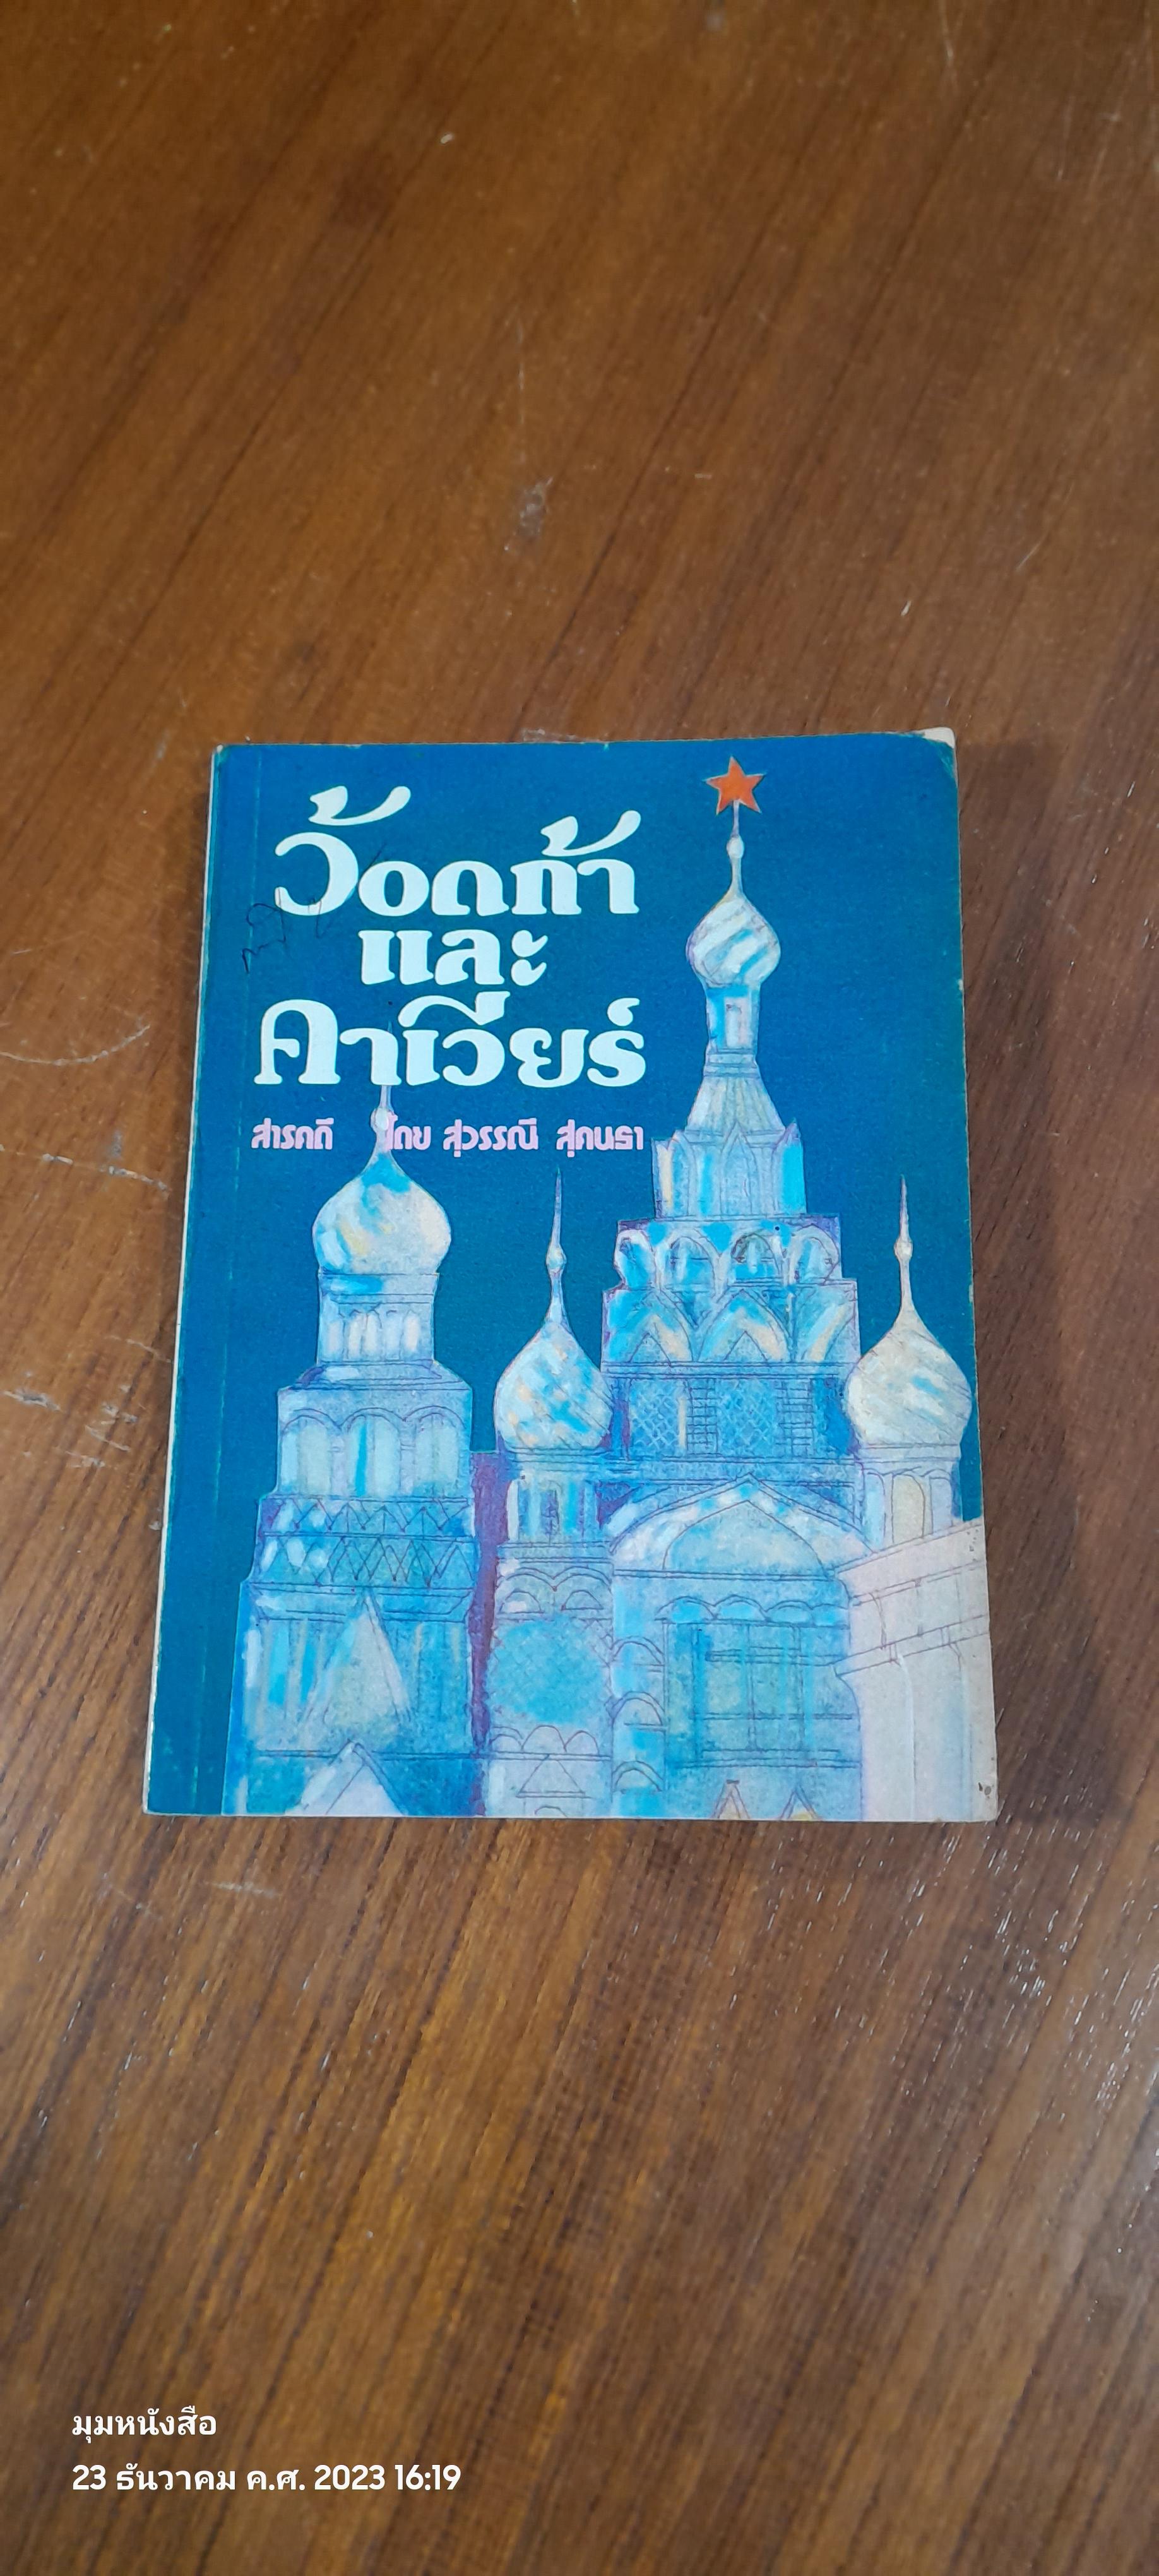 ว้อดก้า
และ
คาเวียร์
สารคดี โดย สุวรรณี สุคนธา
มุมหนังสือ
23 ธันวาคม ค.ศ. 2023 16:19